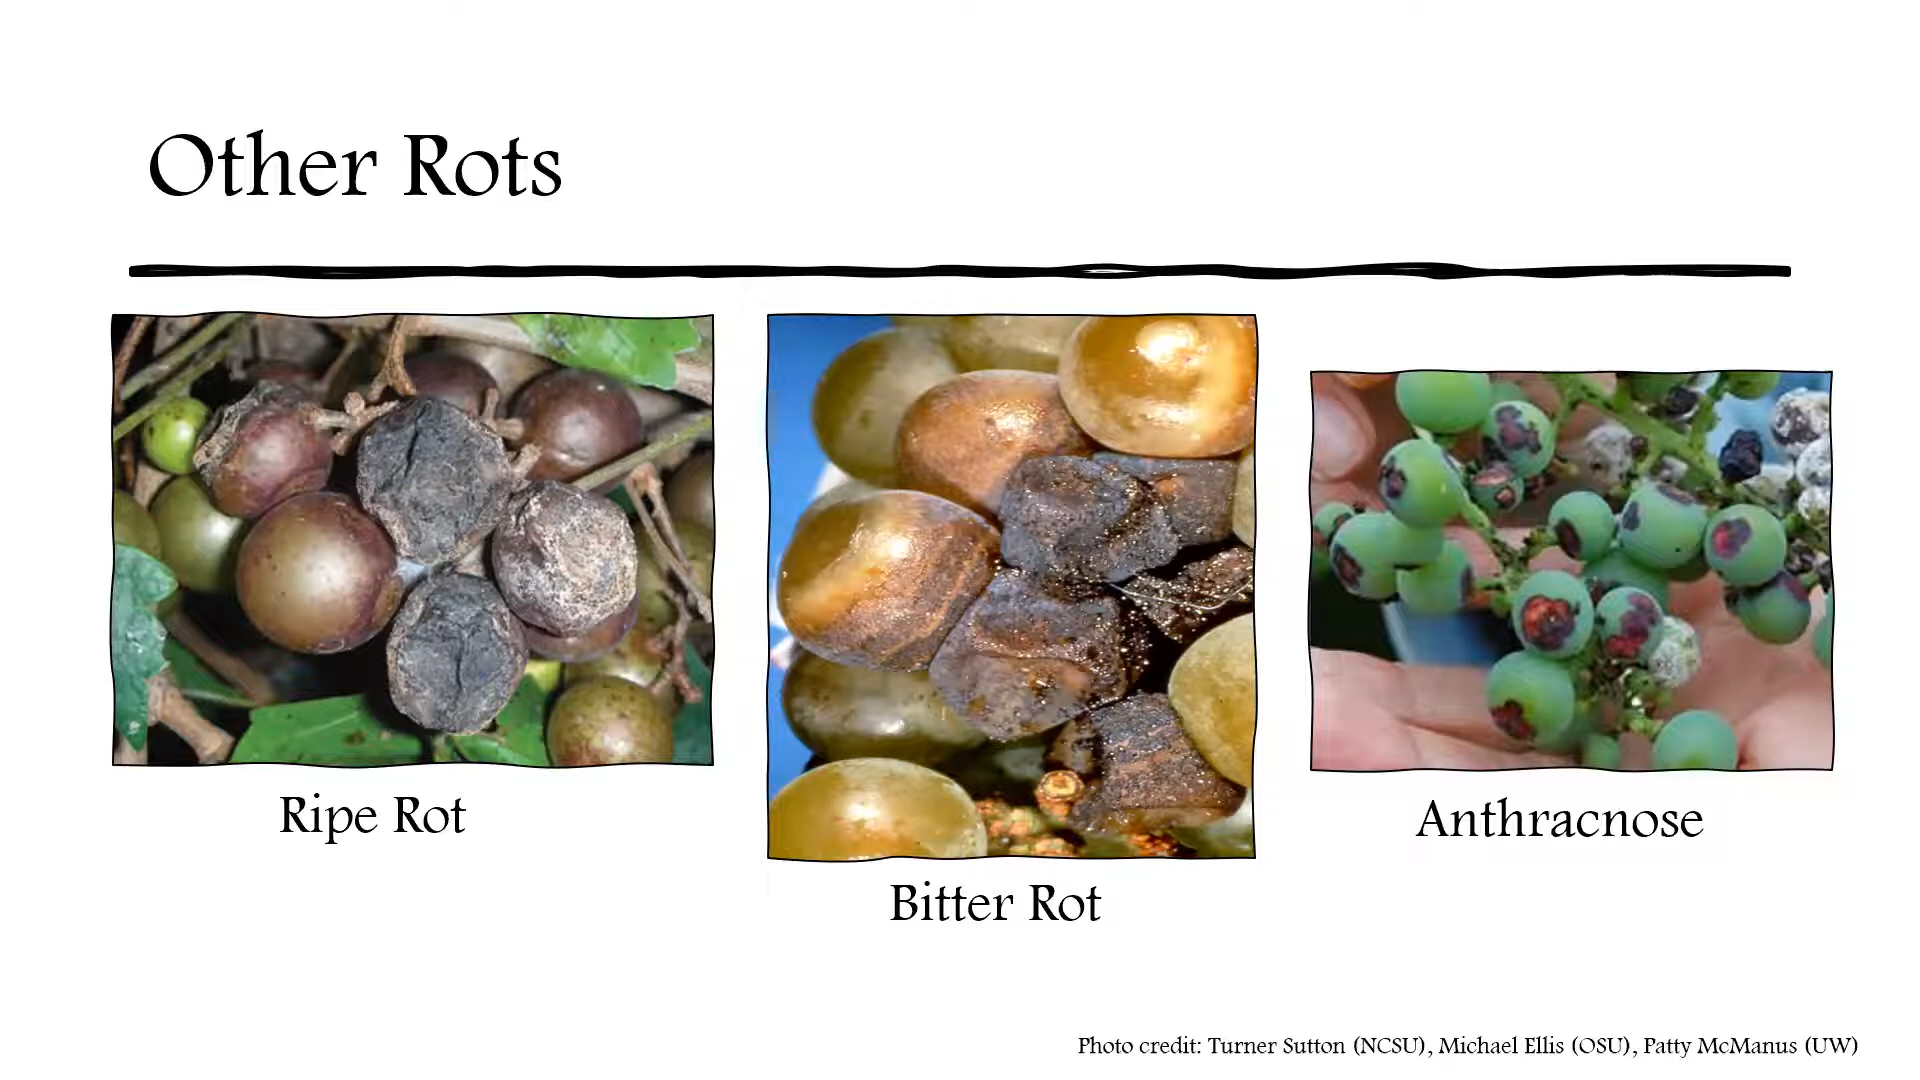 Other Rots
Ripe Rot
Bitter Rot
Anthracnose
Photo credit: Turner Sutton (NCSU), Michael Ellis (OSU), Patty McManus (UW)